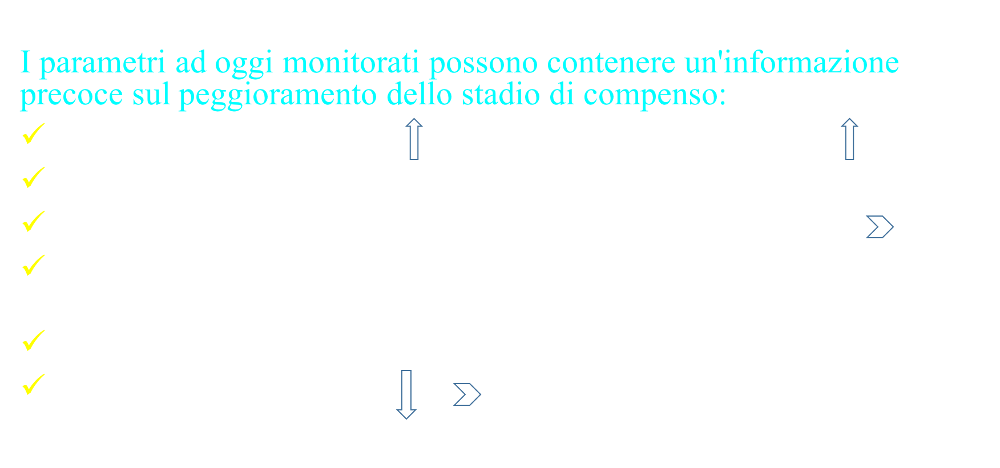 I parametri ad oggi monitorati possono contenere un'informazione
precoce sul peggioramento dello stadio di compenso: